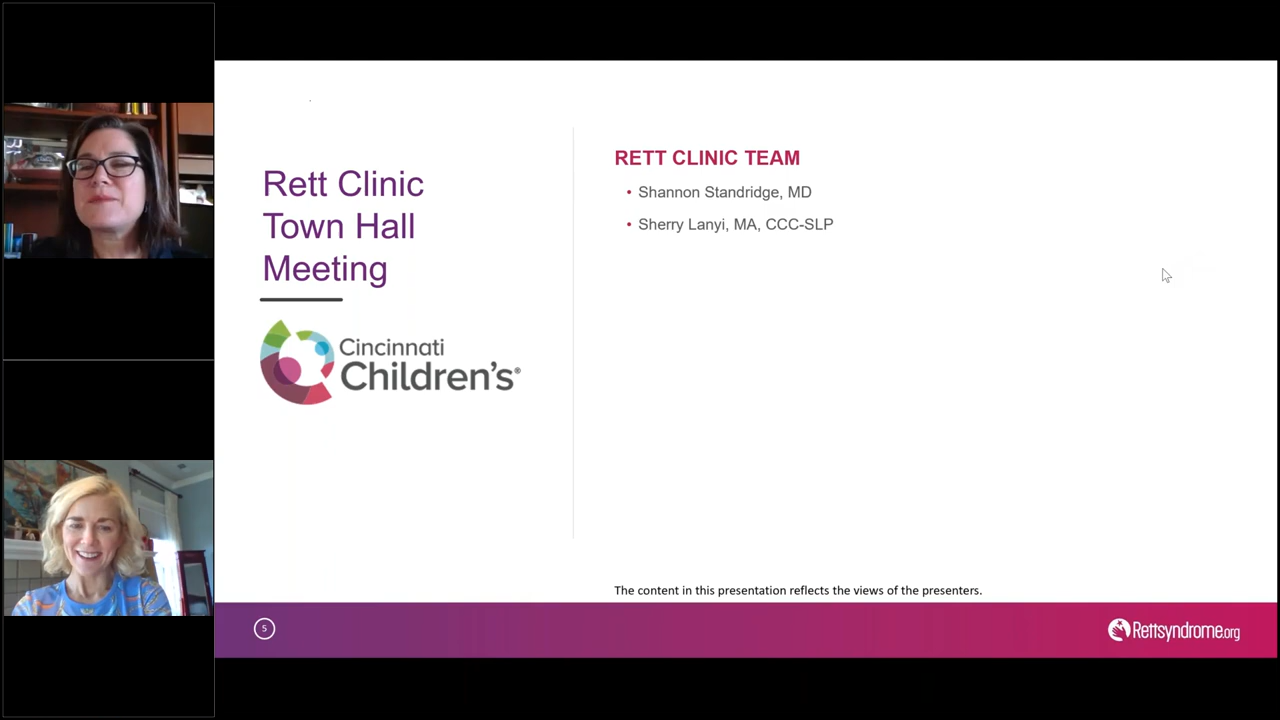 Rett Clinic
Town Hall
Meeting
Cincinnati
Children's®
RETT CLINIC TEAM
• Shannon Standridge, MD
• Sherry Lanyi, MA, CCC-SLP
The content in this presentation reflects the views of the presenters.
5
Rettsyndrome.org